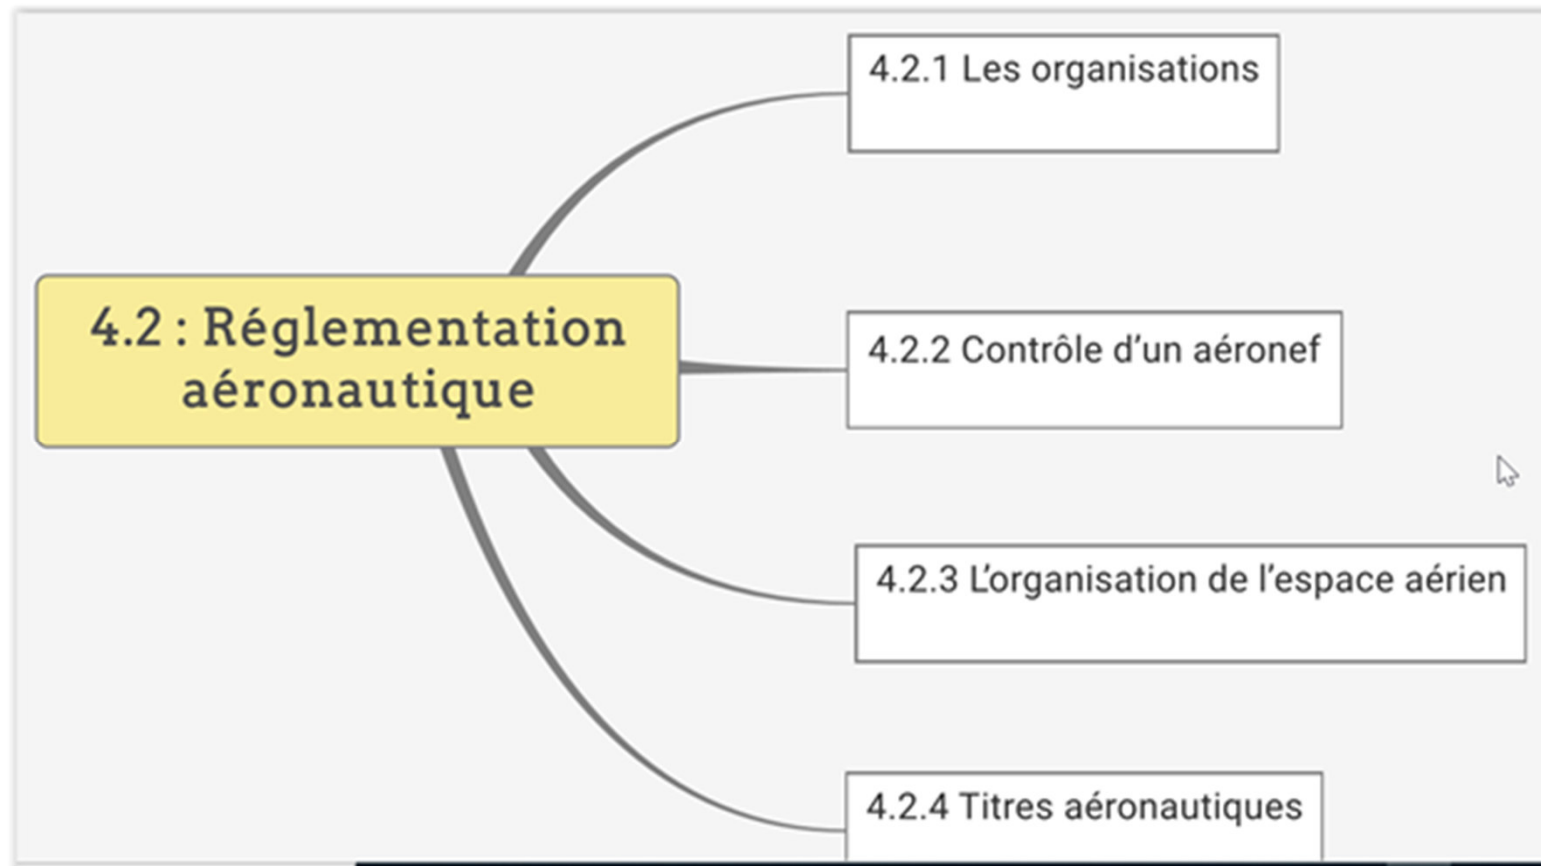 4.2.1 Les organisations
4.2 : Réglementation
aéronautique
4.2.2 Contrôle d’un aéronef
4.2.3 L’organisation de l’espace aérien
4.2.4 Titres aéronautiques